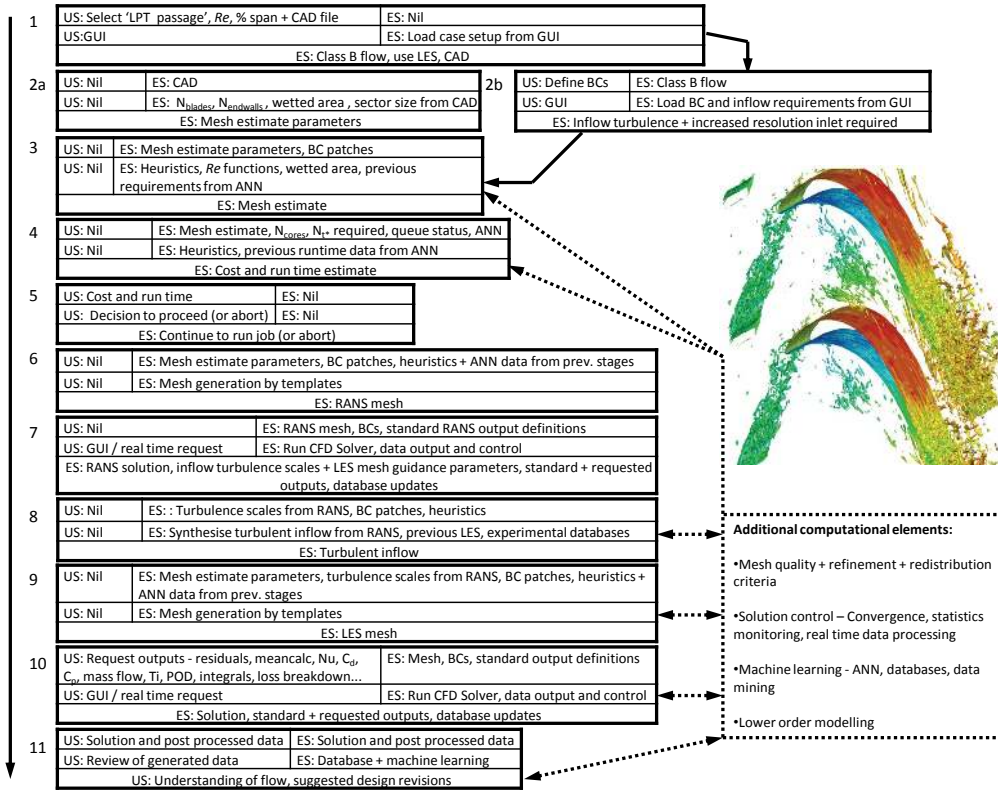 1
US: Select ‘LPT passage’, Re, % span + CAD file
ES: Nil
US:GUI
ES: Load case setup from GUI
ES: Class B flow, use LES, CAD
2a
US: Nil
ES: CAD
US: Nil
ES: Nblades, Nendwalls, wetted area , sector size from CAD
ES: Mesh estimate parameters
2b
US: Define BCs
ES: Class B flow
US: GUI
ES: Load BC and inflow requirements from GUI
ES: Inflow turbulence + increased resolution inlet required
3
US: Nil
ES: Mesh estimate parameters, BC patches
US: Nil
ES: Heuristics, Re functions, wetted area, previous
requirements from ANN
ES: Mesh estimate
4
US: Nil
ES: Mesh estimate, Ncores, Nt* required, queue status, ANN
US: Nil
ES: Heuristics, previous runtime data from ANN
ES: Cost and run time estimate
5
US: Cost and run time
ES: Nil
US: Decision to proceed (or abort)
ES: Nil
ES: Continue to run job (or abort)
6
US: Nil
ES: Mesh estimate parameters, BC patches, heuristics + ANN data from prev. stages
US: Nil
ES: Mesh generation by templates
ES: RANS mesh
7
US: Nil
ES: RANS mesh, BCs, standard RANS output definitions
US: GUI / real time request
ES: Run CFD Solver, data output and control
ES: RANS solution, inflow turbulence scales + LES mesh guidance parameters, standard + requested
outputs, database updates
8
US: Nil
ES: : Turbulence scales from RANS, BC patches, heuristics
US: Nil
ES: Synthesise turbulent inflow from RANS, previous LES, experimental databases
ES: Turbulent inflow
9
US: Nil
ES: Mesh estimate parameters, turbulence scales from RANS, BC patches, heuristics +
ANN data from prev. stages
US: Nil
ES: Mesh generation by templates
ES: LES mesh
10
US: Request outputs - residuals, meancalc, Nu, Cd,
Cp, mass flow, Ti, POD, integrals, loss breakdown...
ES: Mesh, BCs, standard output definitions
US: GUI / real time request
ES: Run CFD Solver, data output and control
ES: Solution, standard + requested outputs, database updates
11
US: Solution and post processed data
ES: Solution and post processed data
US: Review of generated data
ES: Database + machine learning
US: Understanding of flow, suggested design revisions
Additional computational elements:
•Mesh quality + refinement + redistribution
criteria
•Solution control – Convergence, statistics
monitoring, real time data processing
•Machine learning - ANN, databases, data
mining
•Lower order modelling